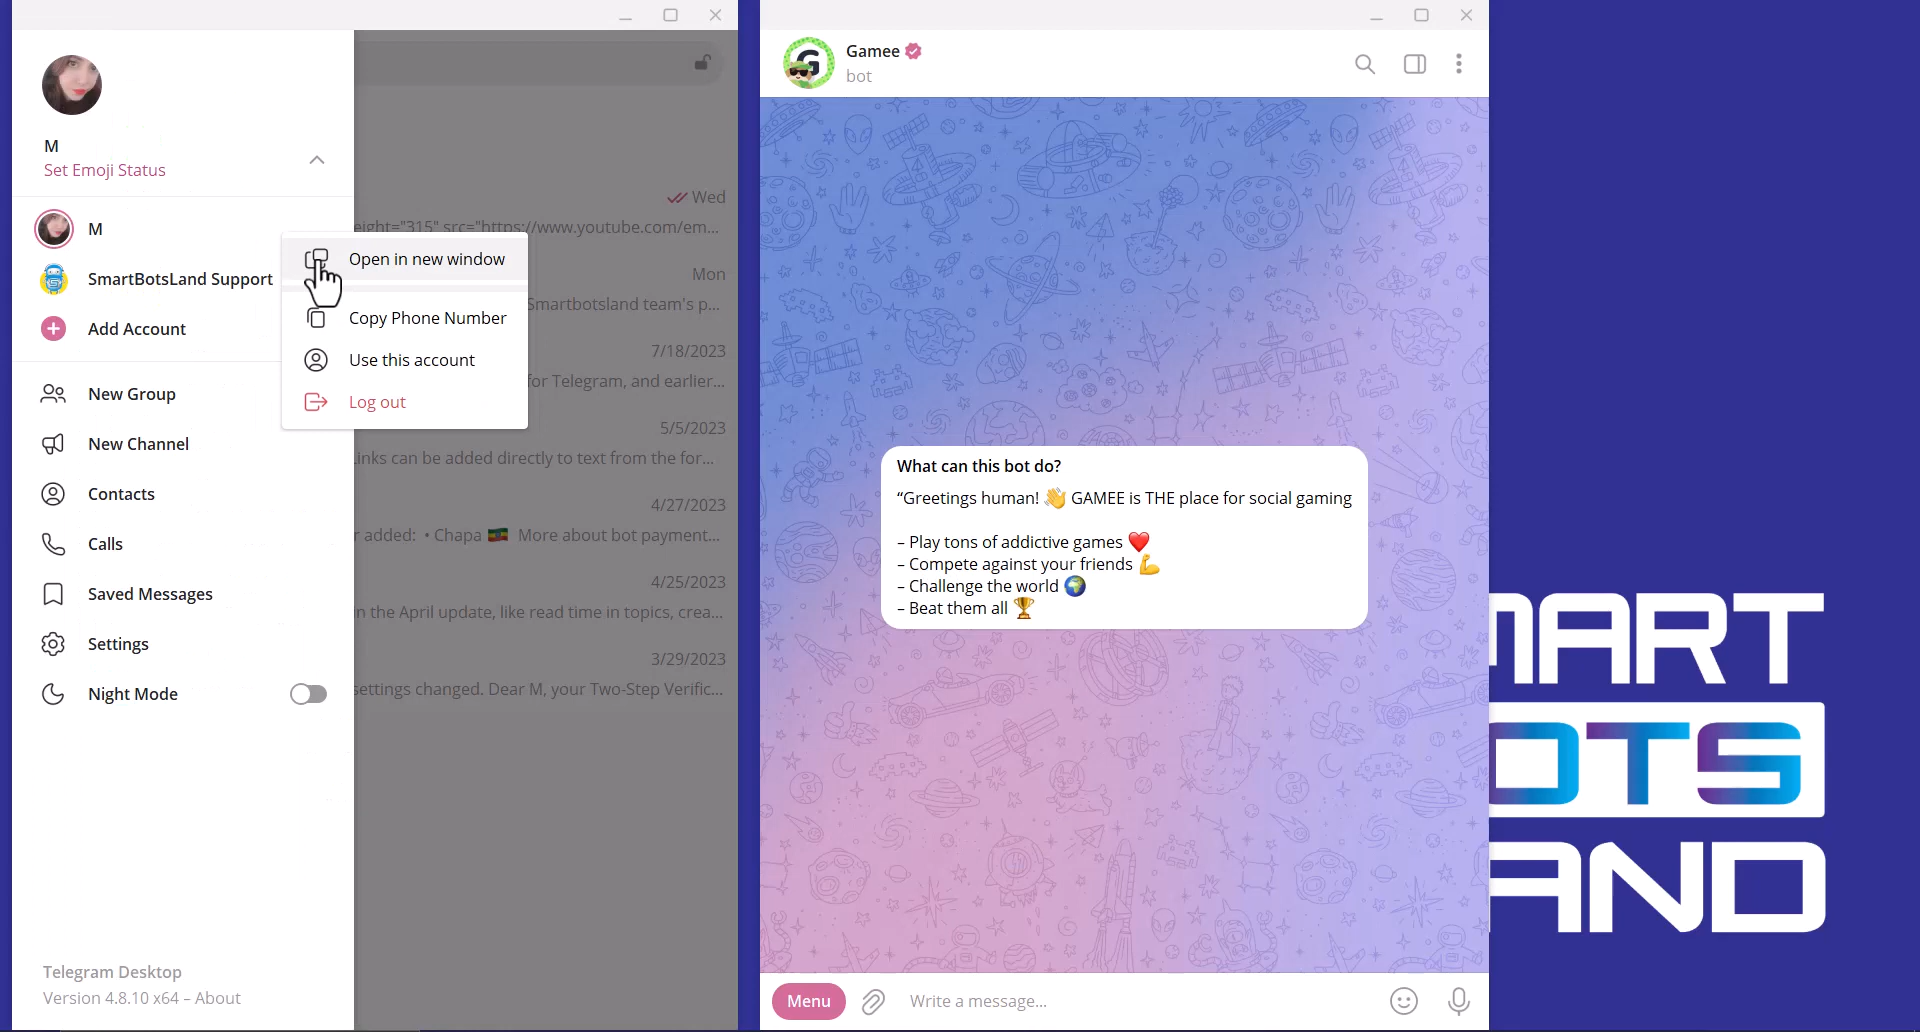 M
Set Emoji Status
M
SmartBotsLand Support
Add Account
New Group
New Channel
Contacts
Calls
Saved Messages
Settings
Night Mode
Telegram Desktop
Version 4.8.10 x64 – About
Open in new window
Copy Phone Number
Use this account
Log out
Wed
eight="315" src="https://www.youtube.com/em...
Mon
Smartbotsland team's p...
7/18/2023
for Telegram, and earlier...
5/5/2023
inks can be added directly to text from the for...
4/27/2023
r added: • Chapa 🇪🇹 More about bot payment...
4/25/2023
in the April update, like read time in topics, crea...
3/29/2023
settings changed. Dear M, your Two-Step Verific...
Gamee
bot
What can this bot do?
“Greetings human! 👋 GAMEE is THE place for social gaming
– Play tons of addictive games ❤️
– Compete against your friends 💪
– Challenge the world 🌍
– Beat them all 🏆
Menu
Write a message...
MART
OTS
AND